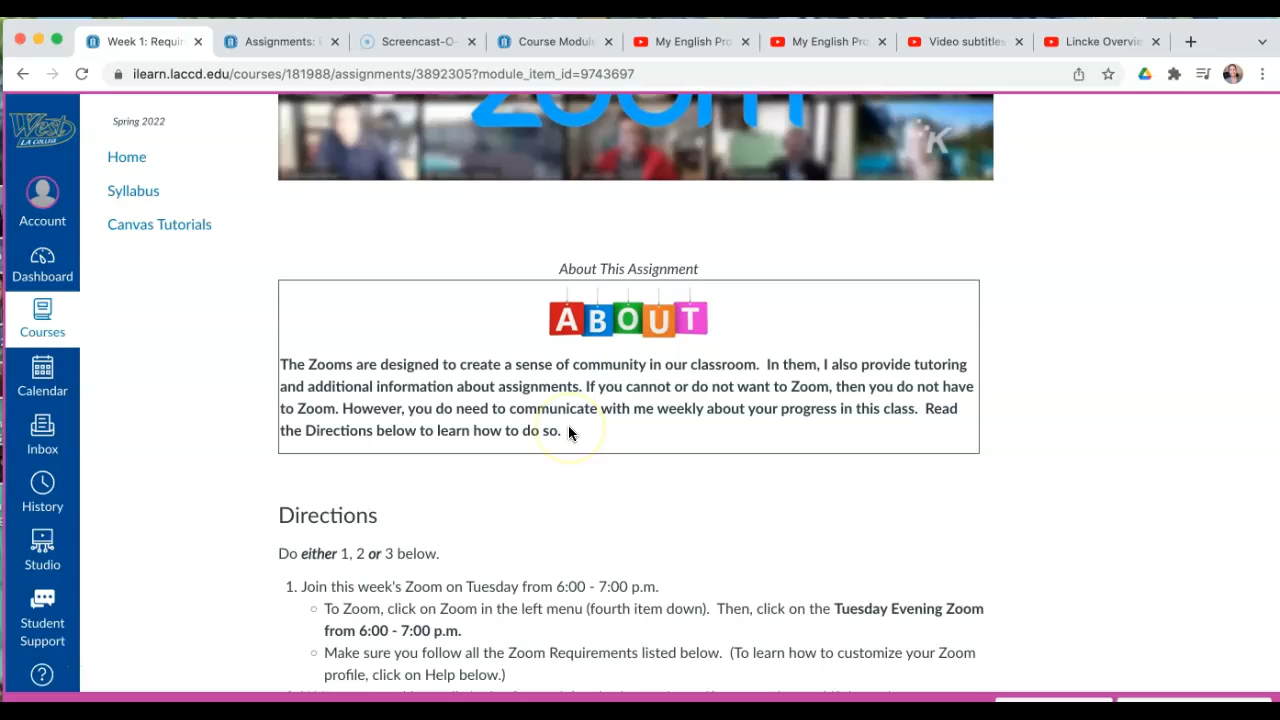 Week 1: Requir
Assignments: F
Screencast-O-
Course Module
My English Pro
My English Pro
Video subtitles
Lincke Overvie
ilearn.laccd.edu/courses/181988/assignments/3892305?module_item_id=9743697
West
LA COLLEGE
Account
Dashboard
Courses
Calendar
Inbox
History
Studio
Student
Support
Spring 2022
Home
Syllabus
Canvas Tutorials
zoom
K
About This Assignment
ABOUT
The Zooms are designed to create a sense of community in our classroom. In them, I also provide tutoring
and additional information about assignments. If you cannot or do not want to Zoom, then you do not have
to Zoom. However, you do need to communicate with me weekly about your progress in this class. Read
the Directions below to learn how to do so.
Directions
Do either 1, 2 or 3 below.
1. Join this week's Zoom on Tuesday from 6:00 - 7:00 p.m.
○ To Zoom, click on Zoom in the left menu (fourth item down). Then, click on the Tuesday Evening Zoom
from 6:00 - 7:00 p.m.
○ Make sure you follow all the Zoom Requirements listed below. (To learn how to customize your Zoom
profile, click on Help below.)